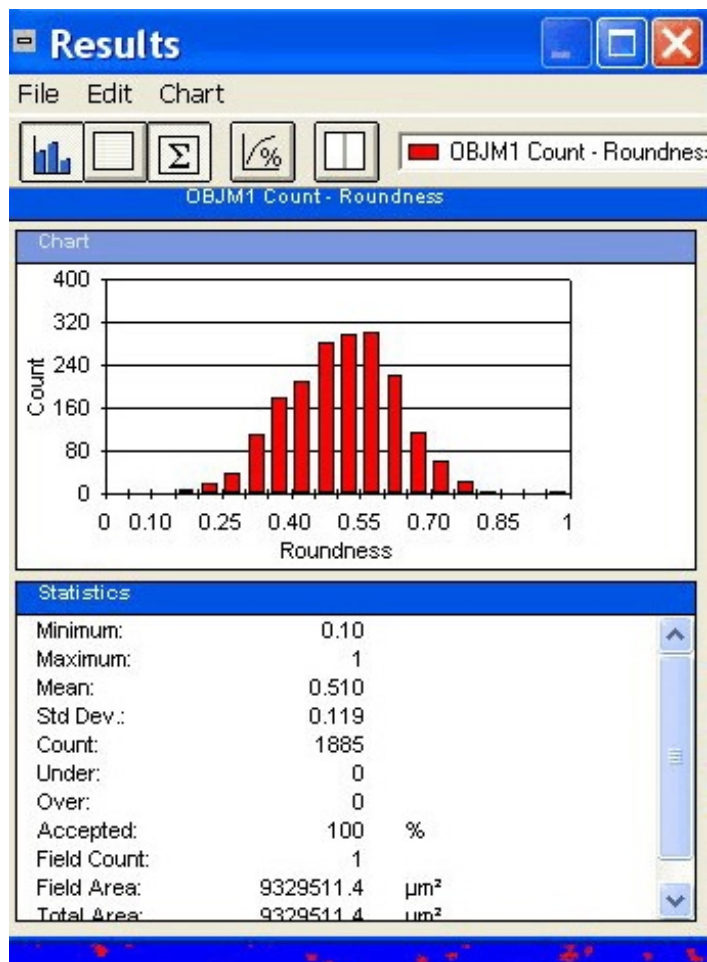 Results
File Edit Chart
Σ % OBJM1 Count - Roundness
OBJM1 Count - Roundness
Chart
400
320
240
160
80
0
Count
0 0.10 0.25 0.40 0.55 0.70 0.85 1
Roundness
Statistics
Minimum: 0.10
Maximum: 1
Mean: 0.510
Std Dev.: 0.119
Count: 1885
Under: 0
Over: 0
Accepted: 100 %
Field Count: 1
Field Area: 9329511.4 µm²
Total Area: 9329511.4 µm²